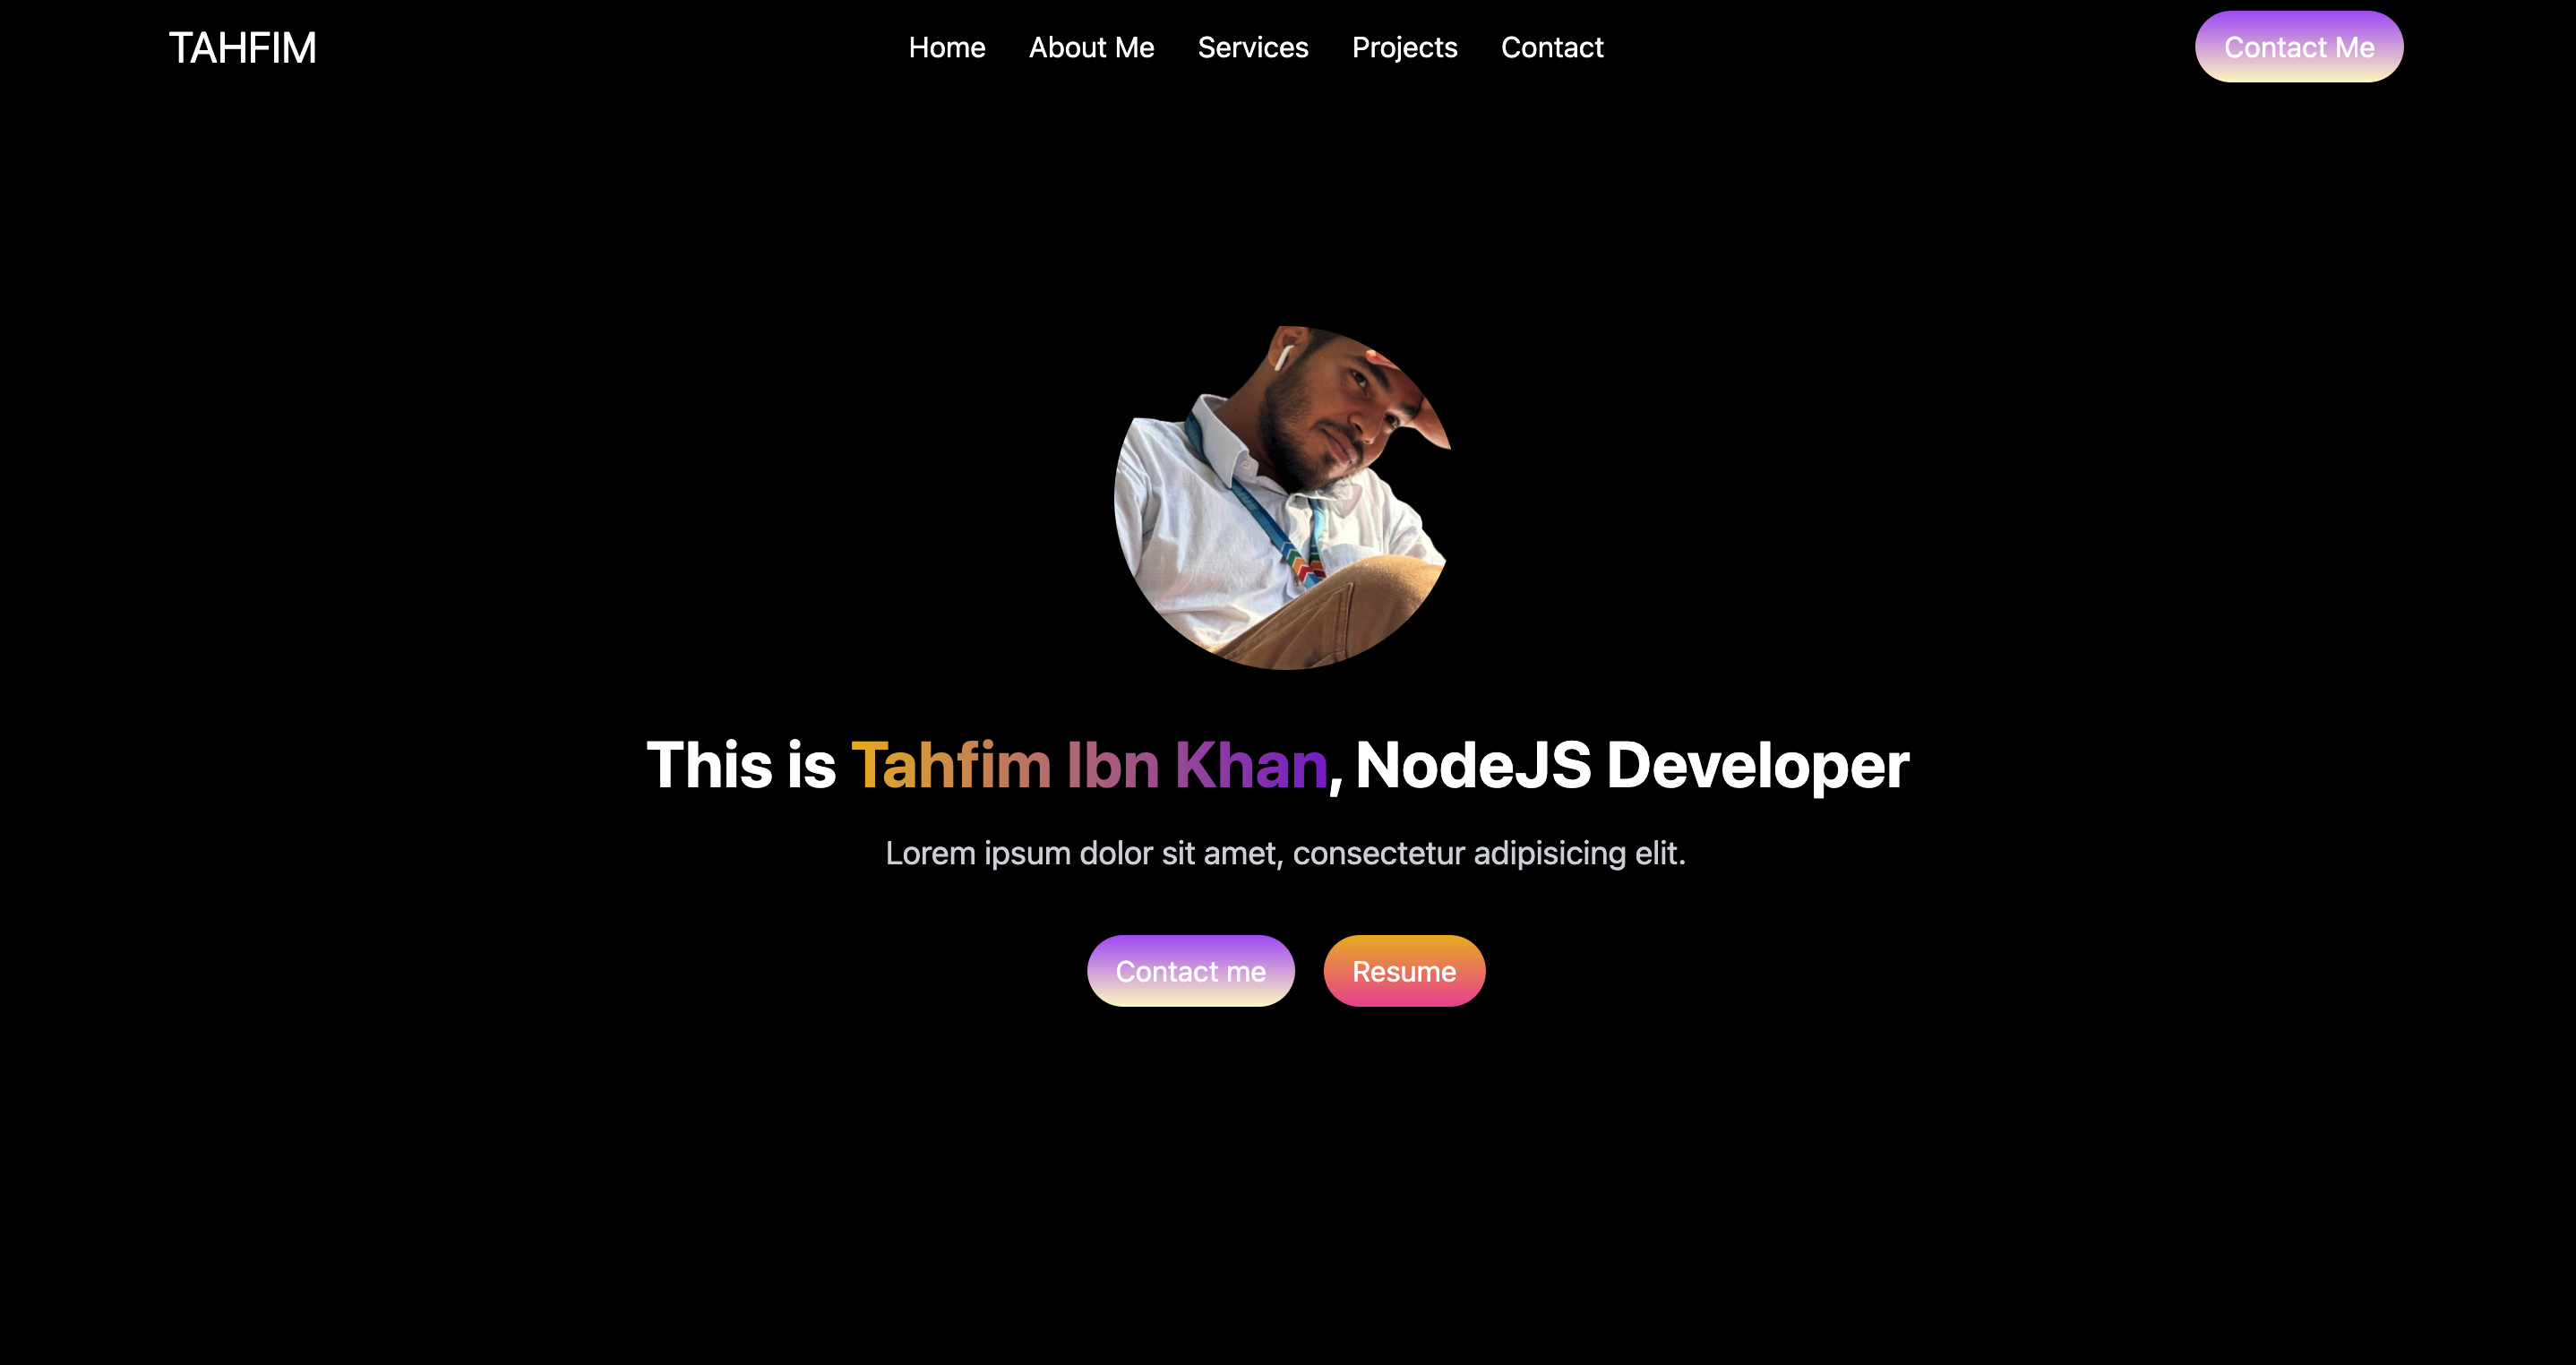 TAHFIM
Home About Me Services Projects Contact
Contact Me
This is Tahfim Ibn Khan, NodeJS Developer
Lorem ipsum dolor sit amet, consectetur adipisicing elit.
Contact me
Resume